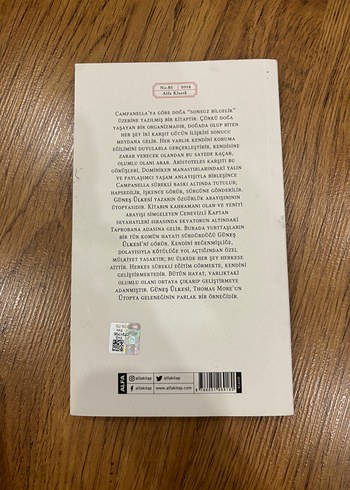 No:85 2019
Alfa Klasik
CAMPANELLA'YA GÖRE DOĞA "SONSUZ BİLGELİK"
ÜZERİNE YAZILMIŞ BİR KİTAPTIR. ÇÜNKÜ DOĞA
YAŞAYAN BİR ORGANİZMADIR, DOĞADA OLUP BİTEN
HER ŞEY İKİ KARŞIT GÜCÜN İLİŞKİSİ SONUCU
MEYDANA GELİR. HER VARLIK KENDİNİ KORUMA
EĞİLİMİNİ DUYULARLA GERÇEKLEŞTİRİR, KENDİSİNE
ZARAR VERECEK OLANDAN BU SAYEDE KAÇAR,
OLUMLU OLANI ARAR. ARİSTOTELES KARŞITI BU
GÖRÜŞLERİ, DOMİNİKEN MANASTIRLARINDAKİ YALIN
VE PAYLAŞIMCI YAŞAM ANLAYIŞIYLA BİRLEŞİNCE
CAMPANELLA SÜREKLİ BASKI ALTINDA TUTULUR;
HAPSEDİLİR, İŞKENCE GÖRÜR, SÜRGÜNE GÖNDERİLİR.
GÜNEŞ ÜLKESİ YAZARIN ÖZGÜRLÜK ARAYIŞININ
ÜTOPYASIDIR. KİTABIN KAHRAMANI OLAN VE YENİYİ
ARAYIŞI SİMGELEYEN CENEVİZLİ KAPTAN
SEYAHATLERİ SIRASINDA EKVATORUN ALTINDAKİ
TAPROBANA ADASINA GELİR. BURADA YURTTAŞLARIN
BİR TÜR KOMÜN HAYATI SÜRDÜRDÜĞÜ GÜNEŞ
ÜLKESİ'Nİ GÖRÜR. KENDİNİ BEĞENMİŞLİĞE,
DOLAYISIYLA KÖTÜLÜĞE YOL AÇTIĞINDAN ÖZEL
MÜLKİYET YASAKTIR; BU ÜLKEDE HER ŞEY HERKESE
AİTTİR. HERKES SÜREKLİ EĞİTİM GÖRMEKTE, KENDİNİ
GELİŞTİRMEKTEDİR. BÜTÜN HAYAT, VARLIKTAKİ
OLUMLU OLANI ORTAYA ÇIKARIP GELİŞTİRMEYE
ADANMIŞTIR. GÜNEŞ ÜLKESİ, THOMAS MORE'UN
ÜTOPYA GELENEĞİNİN PARLAK BİR ÖRNEĞİDİR.
ALFA
alfakitap
alfakitap
alfakitap
www.alfakitap.com